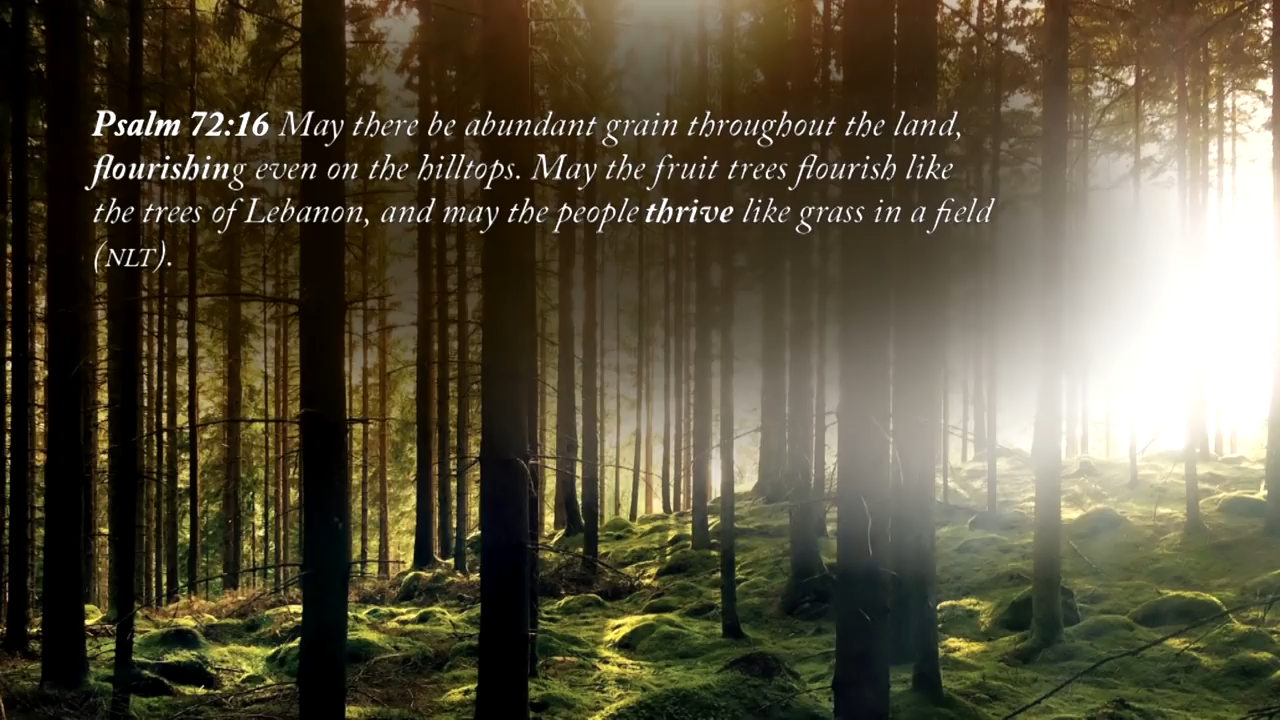 Psalm 72:16 May there be abundant grain throughout the land,
flourishing even on the hilltops. May the fruit trees flourish like
the trees of Lebanon, and may the people thrive like grass in a field
(NLT).